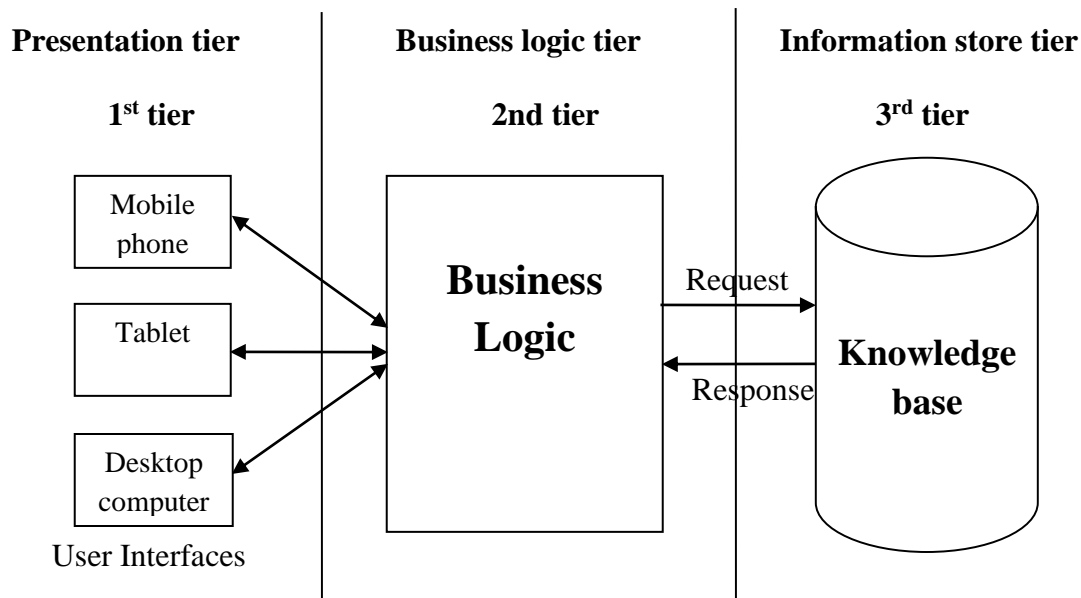 Presentation tier
Business logic tier
Information store tier
1st tier
2nd tier
3rd tier
Mobile
phone
Tablet
Desktop
computer
User Interfaces
Business
Logic
Request
Response
Knowledge
base